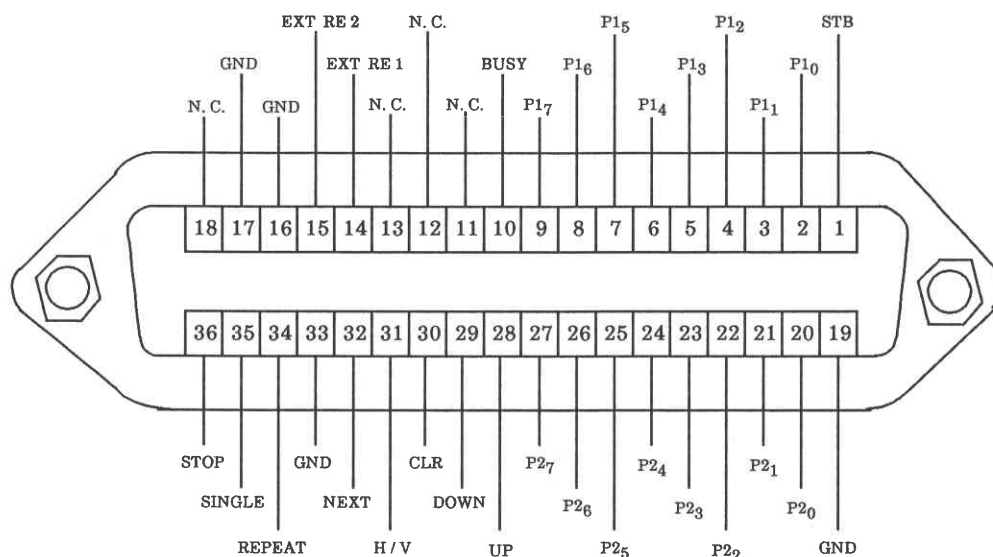 EXT RE 2 N. C. P1₅ P1₂ STB
GND EXT RE 1 BUSY P1₆ P1₃ P1₀
N. C. GND N. C. N. C. P1₇ P1₄ P1₁
18 17 16 15 14 13 12 11 10 9 8 7 6 5 4 3 2 1
36 35 34 33 32 31 30 29 28 27 26 25 24 23 22 21 20 19
STOP GND CLR P2₇ P2₄ P2₁
SINGLE NEXT DOWN P2₆ P2₃ P2₀
REPEAT H / V UP P2₅ P2₂ GND